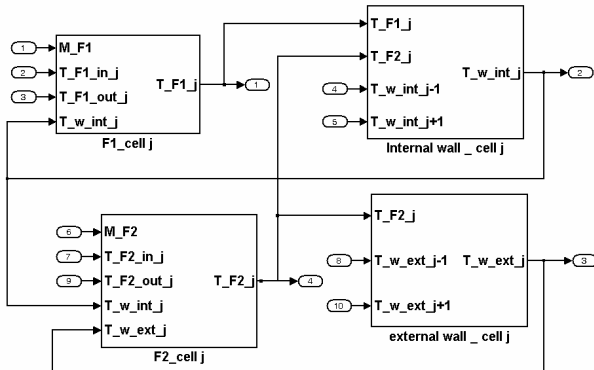 1 M_F1
2 T_F1_in_j
3 T_F1_out_j
T_w_int_j
T_F1_j
1
F1_cell j
T_F1_j
T_F2_j
4 T_w_int_j-1
5 T_w_int_j+1
T_w_int_j
2
Internal wall _ cell j
6 M_F2
7 T_F2_in_j
9 T_F2_out_j
T_w_int_j
T_w_ext_j
T_F2_j
4
F2_cell j
T_F2_j
8 T_w_ext_j-1
10 T_w_ext_j+1
T_w_ext_j
3
external wall _ cell j